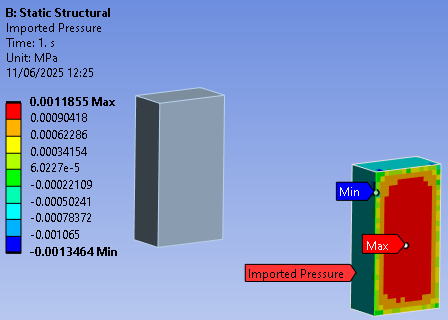 B: Static Structural
Imported Pressure
Time: 1. s
Unit: MPa
11/06/2025 12:25
0.0011855 Max
0.00090418
0.00062286
0.00034154
6.0227e-5
-0.00022109
-0.00050241
-0.00078372
-0.001065
-0.0013464 Min
Min
Max
Imported Pressure